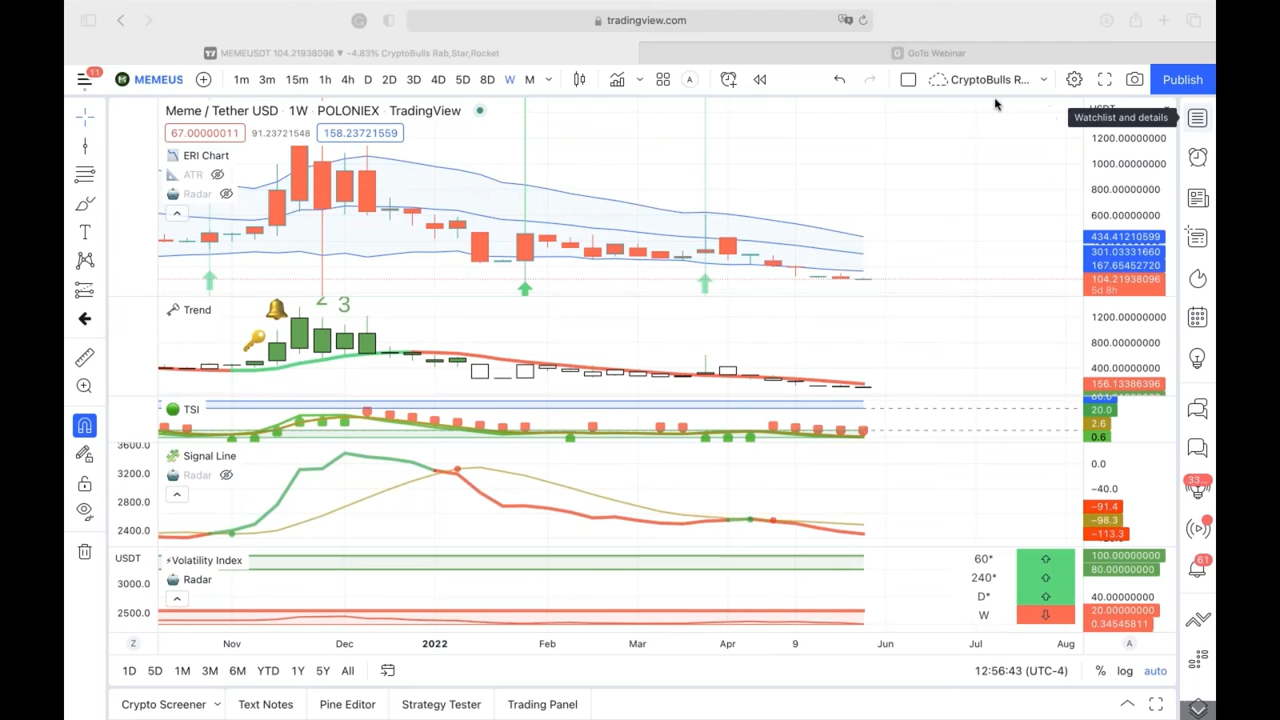 tradingview.com
MEMEUSDT 104.21938096 ▼ −4.83% CryptoBulls Rab,Star,Rocket
GoTo Webinar
11
MEMEUS
1m 3m 15m 1h 4h D 2D 3D 4D 5D 8D W M
A
CryptoBulls R...
Publish
Meme / Tether USD · 1W · POLONIEX · TradingView
Watchlist and details
67.00000011 91.23721548 158.23721559
ERI Chart
ATR
Radar
1200.00000000
1000.00000000
800.00000000
600.00000000
434.41210599
301.03331660
167.65452720
104.21938096
5d 8h
Trend
2 3
1200.00000000
800.00000000
400.00000000
156.13386396
TSI
60.0
20.0
2.6
0.6
Signal Line
Radar
3600.0
3200.0
2800.0
2400.0
0.0
−40.0
−91.4
−98.3
−113.3
33...
USDT
Volatility Index
Radar
3000.0
2500.0
60*
240*
D*
W
100.00000000
80.00000000
40.00000000
20.00000000
0.34545811
61
Z
Nov Dec 2022 Feb Mar Apr 9 Jun Jul Aug
A
1D 5D 1M 3M 6M YTD 1Y 5Y All
12:56:43 (UTC-4)
% log auto
Crypto Screener Text Notes Pine Editor Strategy Tester Trading Panel